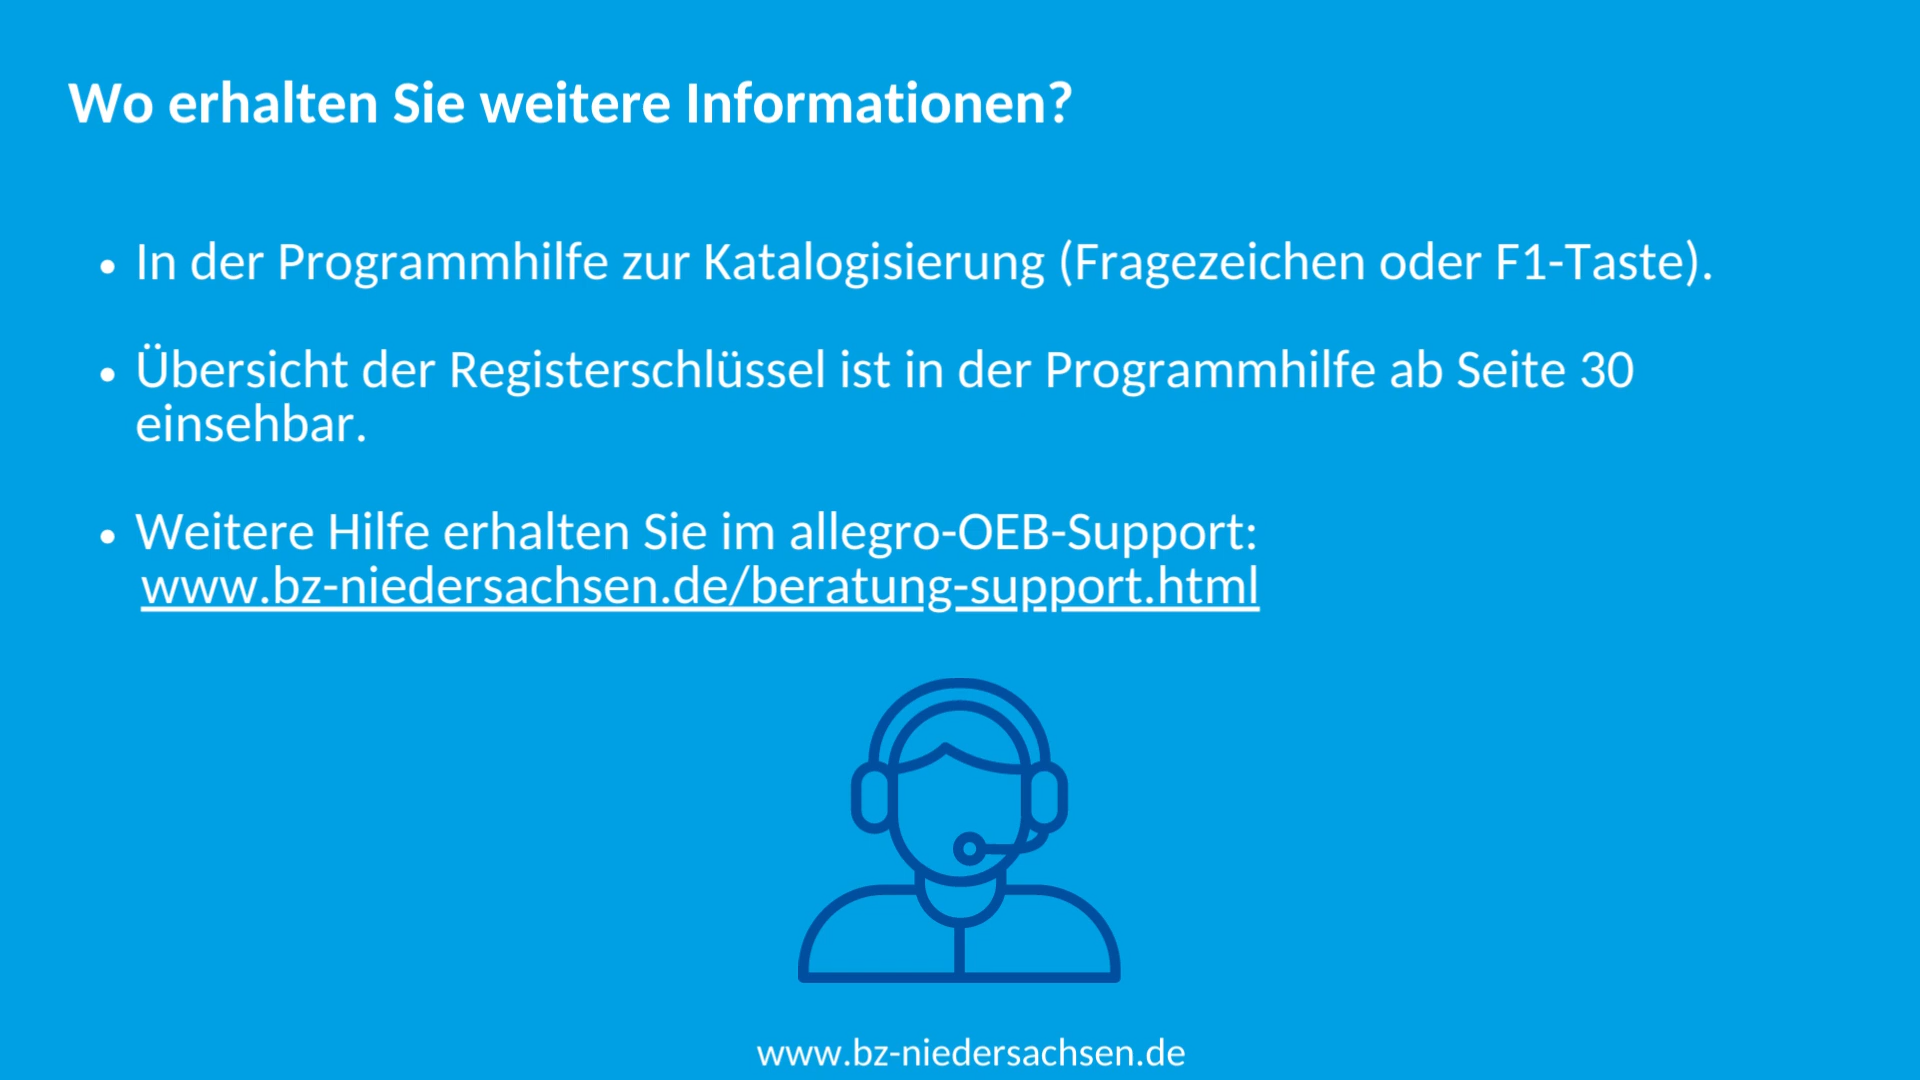 Wo erhalten Sie weitere Informationen?
• In der Programmhilfe zur Katalogisierung (Fragezeichen oder F1-Taste).
• Übersicht der Registerschlüssel ist in der Programmhilfe ab Seite 30
einsehbar.
• Weitere Hilfe erhalten Sie im allegro-OEB-Support:
www.bz-niedersachsen.de/beratung-support.html
www.bz-niedersachsen.de